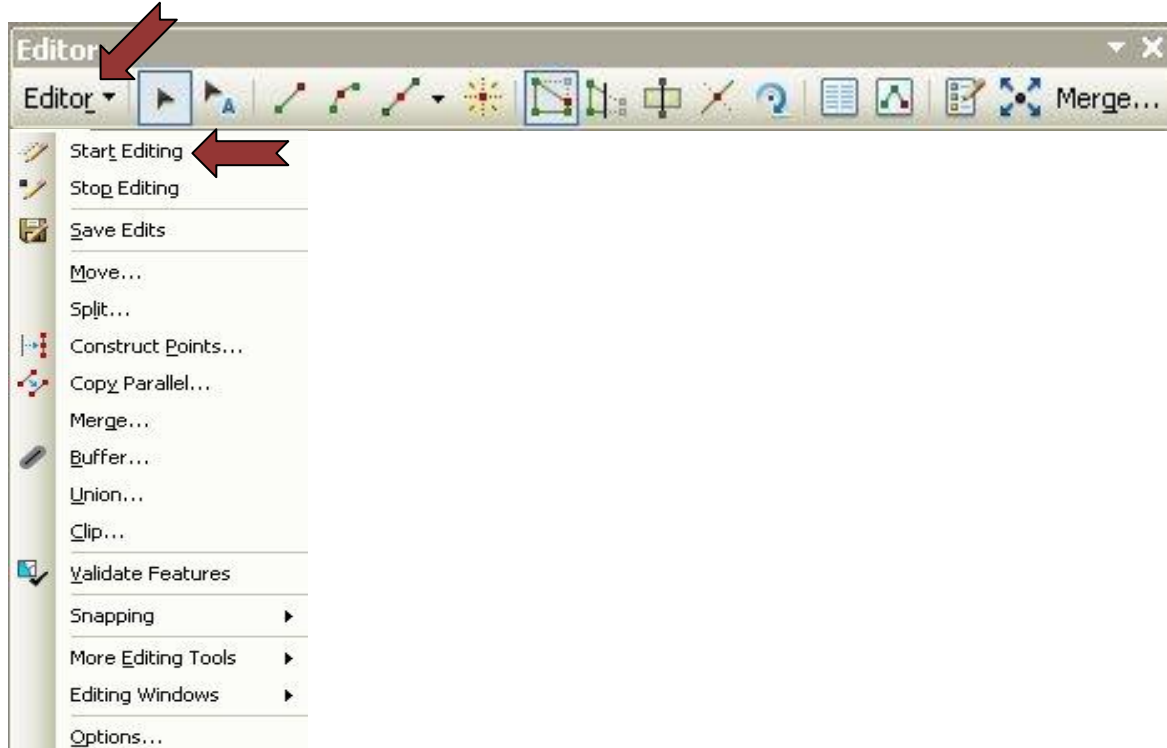 Editor
Editor Merge...
Start Editing
Stop Editing
Save Edits
Move...
Split...
Construct Points...
Copy Parallel...
Merge...
Buffer...
Union...
Clip...
Validate Features
Snapping
More Editing Tools
Editing Windows
Options...